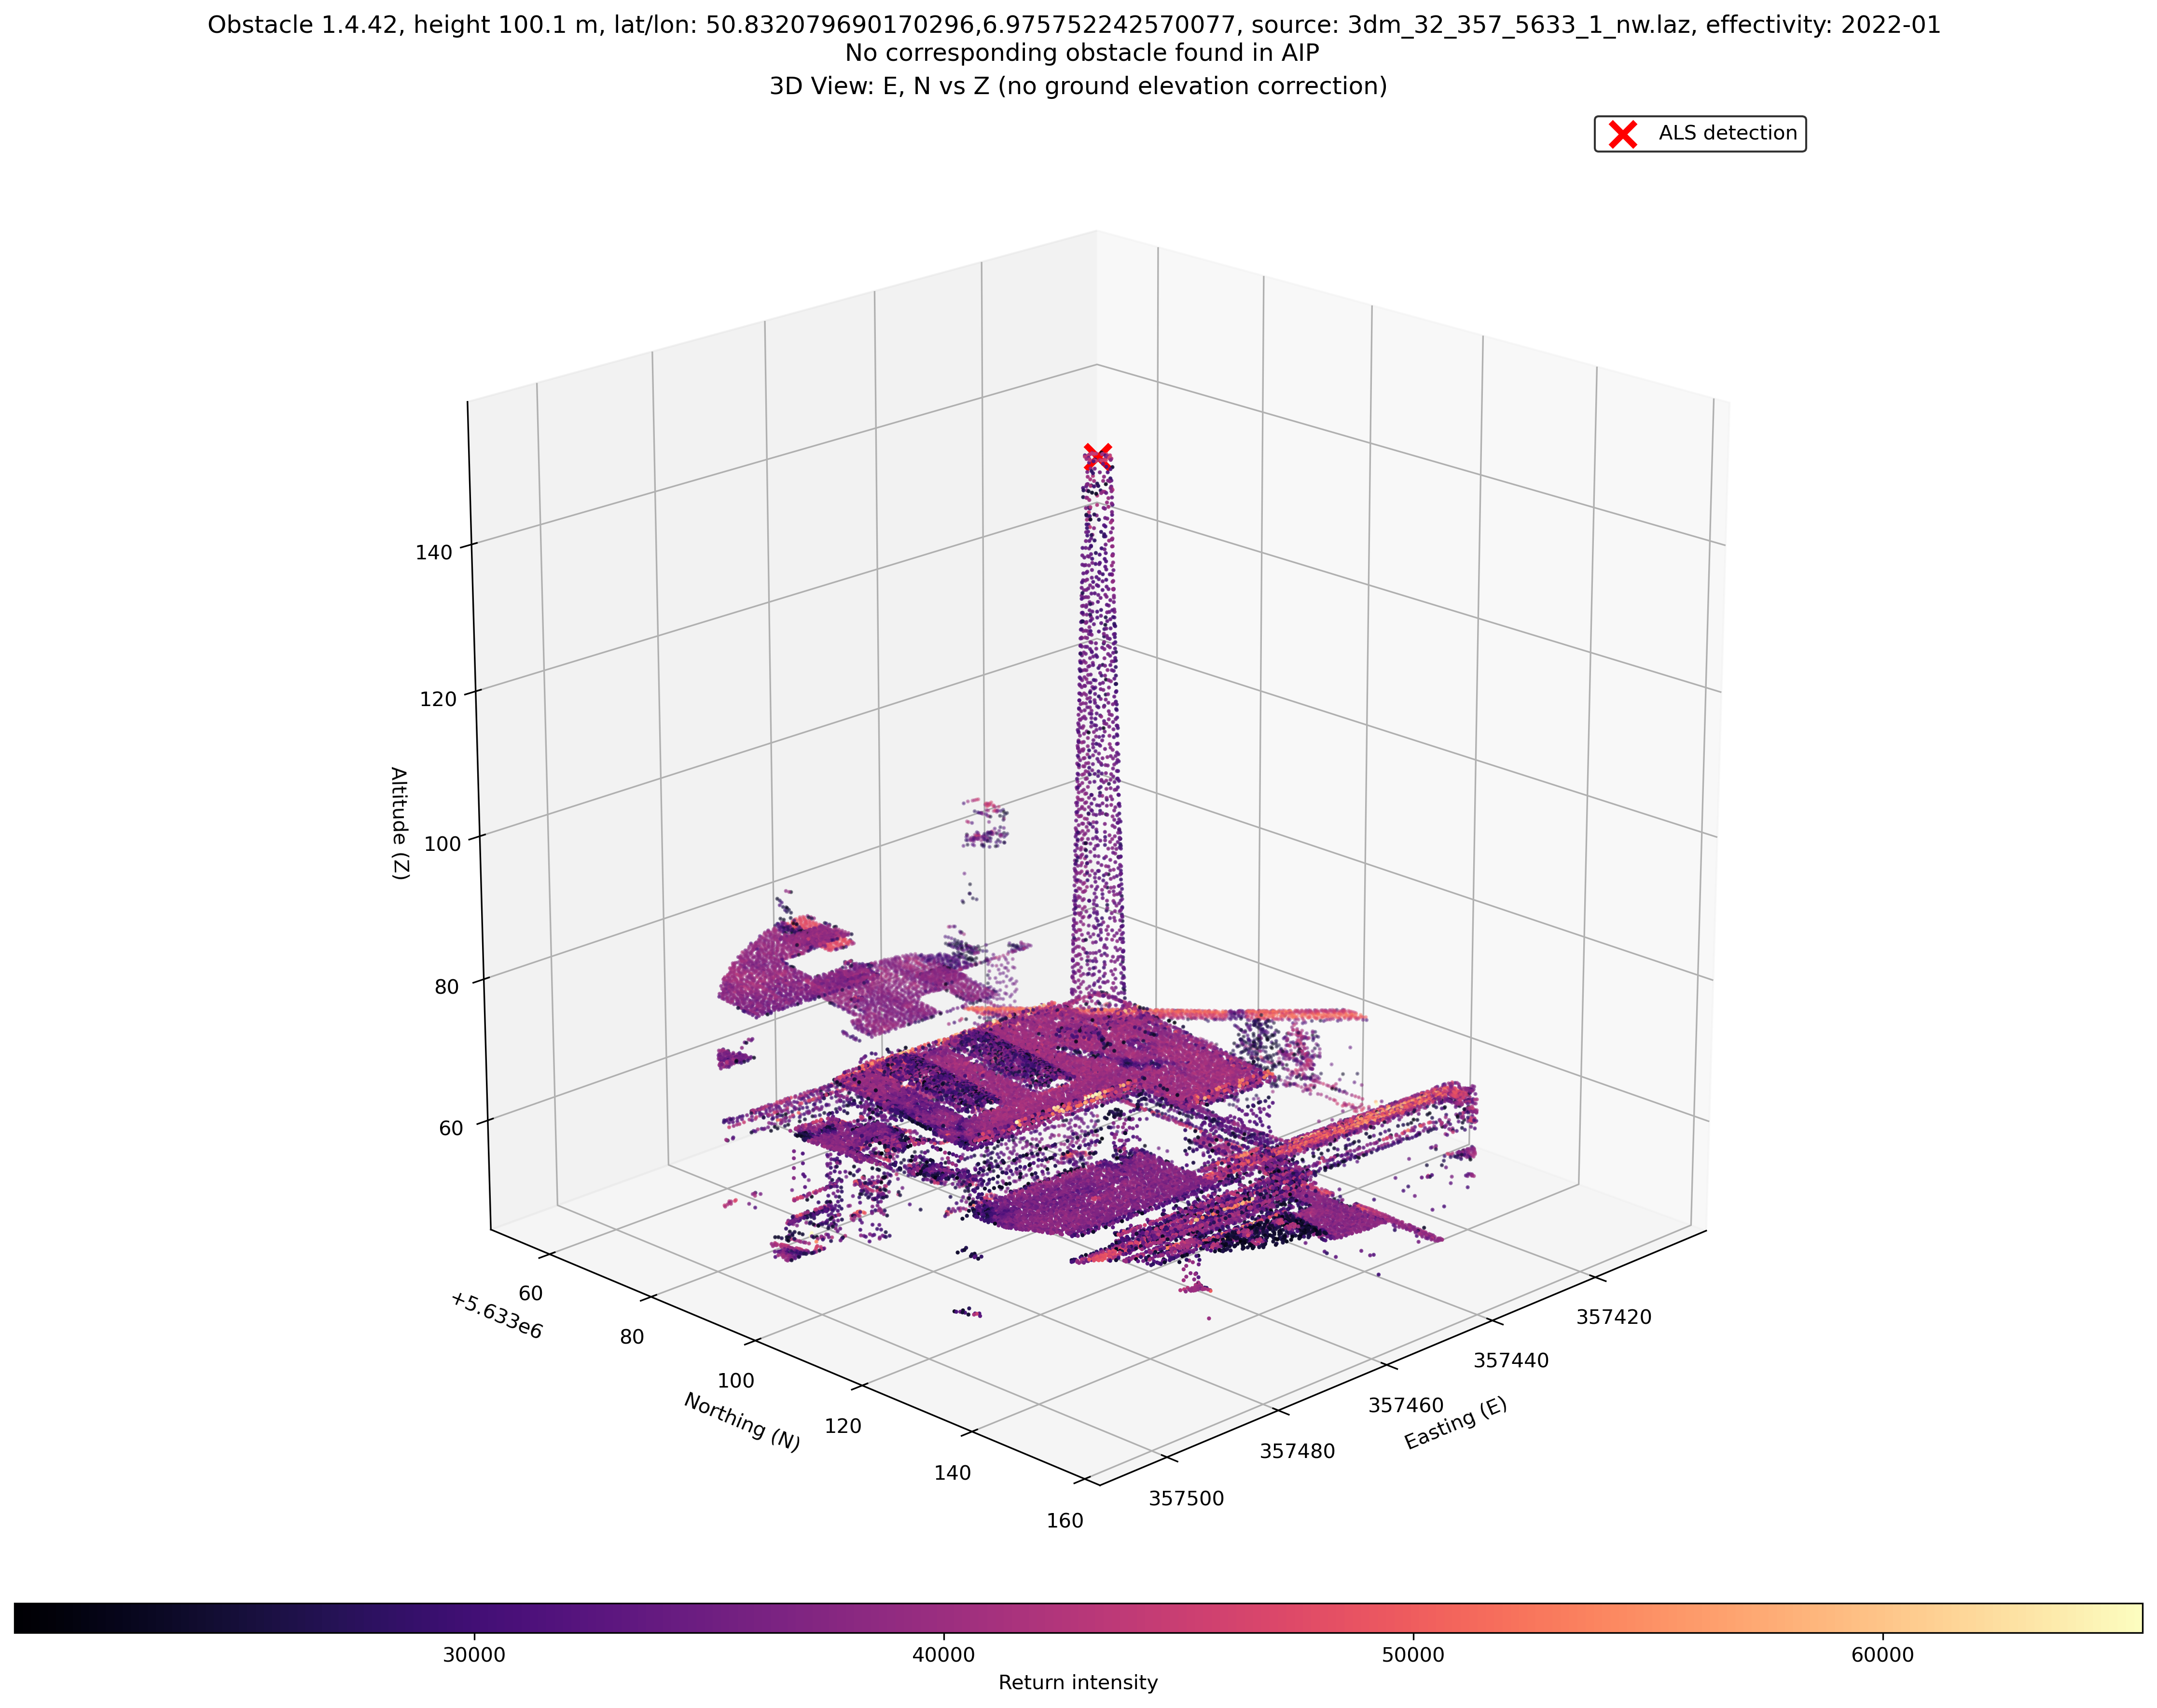 Obstacle 1.4.42, height 100.1 m, lat/lon: 50.832079690170296,6.975752242570077, source: 3dm_32_357_5633_1_nw.laz, effectivity: 2022-01
No corresponding obstacle found in AIP
3D View: E, N vs Z (no ground elevation correction)
ALS detection
140
120
100
80
60
Altitude (Z)
60
80
100
120
140
160
+5.633e6
Northing (N)
357420
357440
357460
357480
357500
Easting (E)
30000
40000
50000
60000
Return intensity